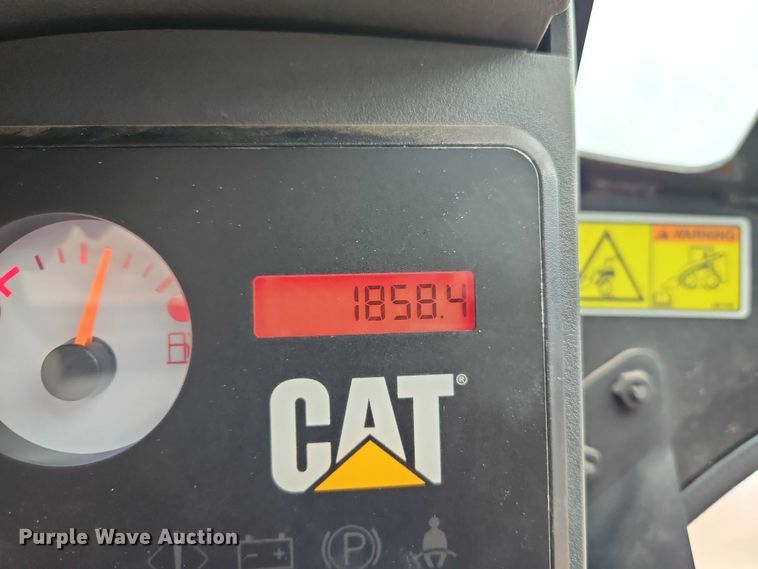 1858.4
WARNING
CAT®
P
Purple Wave Auction